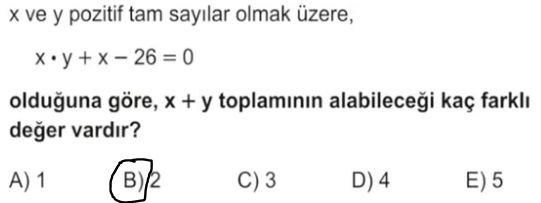 x ve y pozitif tam sayılar olmak üzere,
x • y + x – 26 = 0
olduğuna göre, x + y toplamının alabileceği kaç farklı
değer vardır?
A) 1 B) 2 C) 3 D) 4 E) 5